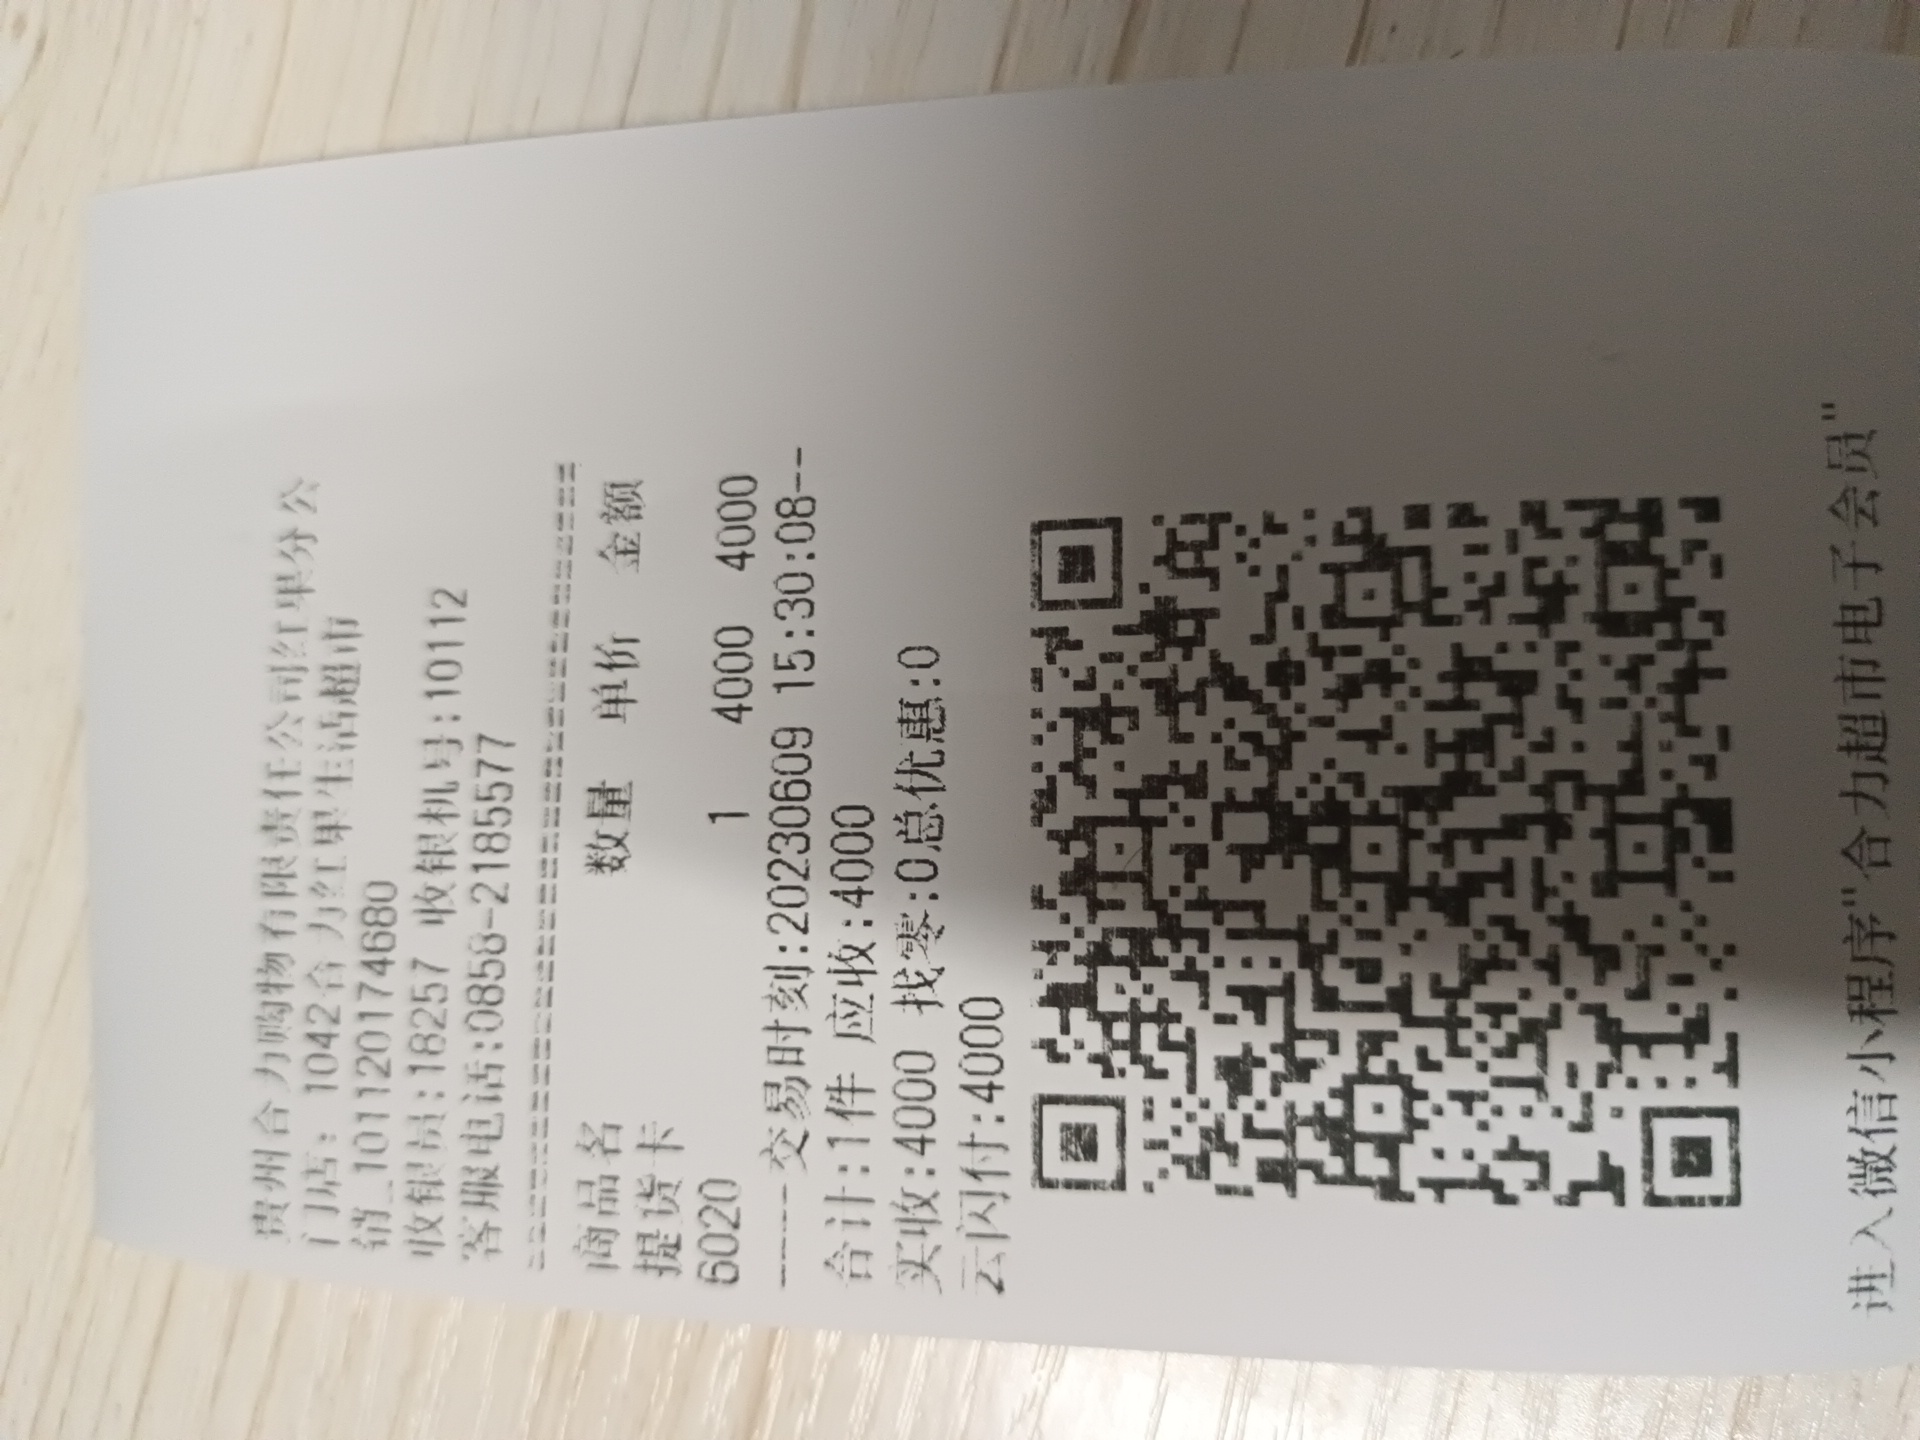 贵州合力购物有限责任公司红果分公
门店: 1042合力红果生活超市
销_101120174680
收银员:18257 收银机号:10112
客服电话:0858-2185577
商品名 数量 单价 金额
提货卡
6020 1 4000 4000
-----交易时刻:20230609 15:30:08--
合计:1件 应收:4000
实收:4000 找零:0总优惠:0
云闪付:4000
进入微信小程序"合力超市电子会员"